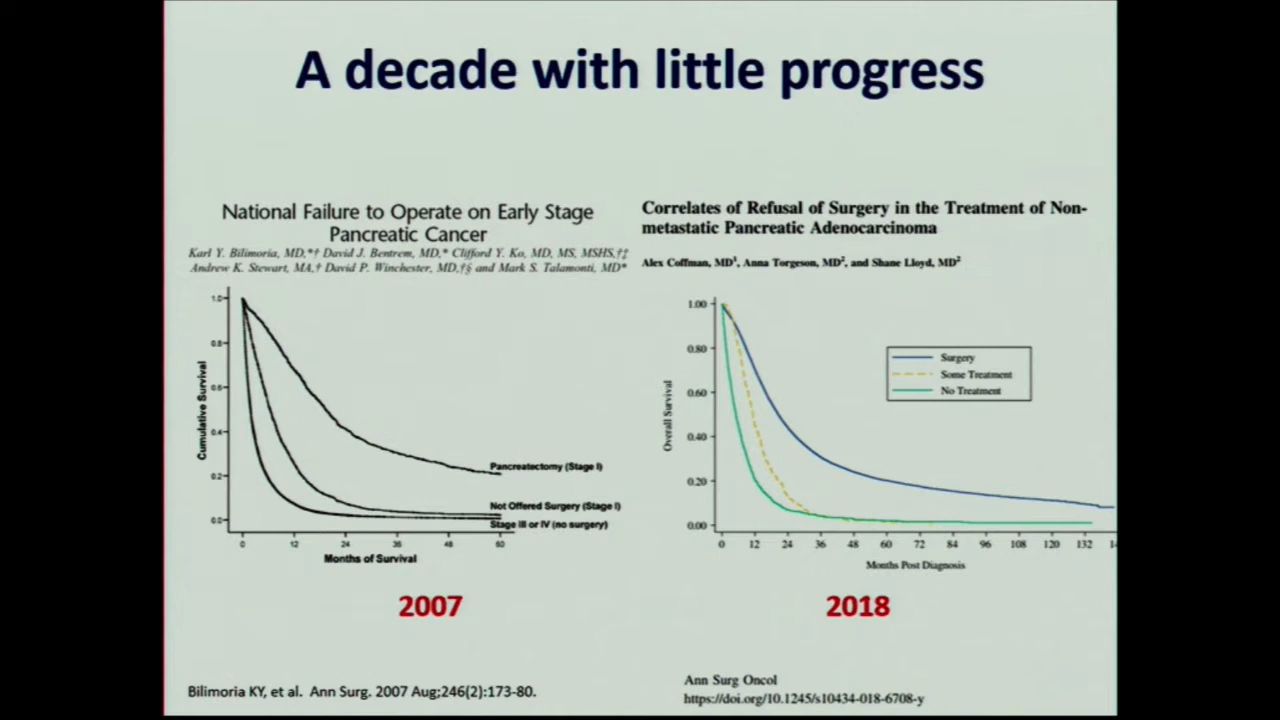 A decade with little progress
National Failure to Operate on Early Stage
Pancreatic Cancer
Karl Y. Bilimoria, MD,*† David J. Bentrem, MD,* Clifford Y. Ko, MD, MS, MSHS,†‡
Andrew K. Stewart, MA,† David P. Winchester, MD,†§ and Mark S. Talamonti, MD*
1.0
0.8
0.6
0.4
0.2
0.0
Cumulative Survival
Pancreatectomy (Stage I)
Not Offered Surgery (Stage I)
Stage III or IV (no surgery)
0 12 24 36 48 60
Months of Survival
2007
Bilimoria KY, et al. Ann Surg. 2007 Aug;246(2):173-80.
Correlates of Refusal of Surgery in the Treatment of Non-
metastatic Pancreatic Adenocarcinoma
Alex Coffman, MD1, Anna Torgeson, MD2, and Shane Lloyd, MD2
1.00
0.80
0.60
0.40
0.20
0.00
Overall Survival
Surgery
Some Treatment
No Treatment
0 12 24 36 48 60 72 84 96 108 120 132
Months Post Diagnosis
2018
Ann Surg Oncol
https://doi.org/10.1245/s10434-018-6708-y